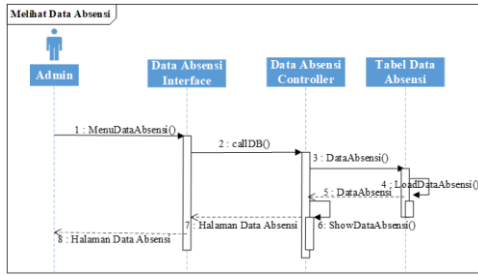 Melihat Data Absensi
Admin
Data Absensi
Interface
Data Absensi
Controller
Tabel Data
Absensi
1 : MenuDataAbsensi()
2 : callDB()
3 : DataAbsensi()
4 : LoadDataAbsensi()
5 : DataAbsensi
6: ShowDataAbsensi()
7 : Halaman Data Absensi
8 : Halaman Data Absensi